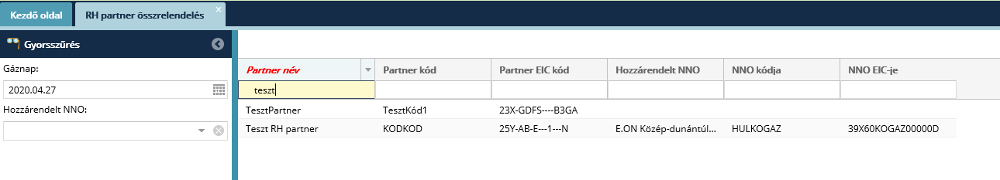 Kezdő oldal
RH partner összrelendelés
Gyorsszűrés
Gáznap:
2020.04.27
Hozzárendelt NNO:
Partner név Partner kód Partner EIC kód Hozzárendelt NNO NNO kódja NNO EIC-je
teszt
TesztPartner TesztKód1 23X-GDFS----B3GA
Teszt RH partner KODKOD 25Y-AB-E---1---N E.ON Közép-dunántúl... HULKOGAZ 39X60KOGAZ00000D